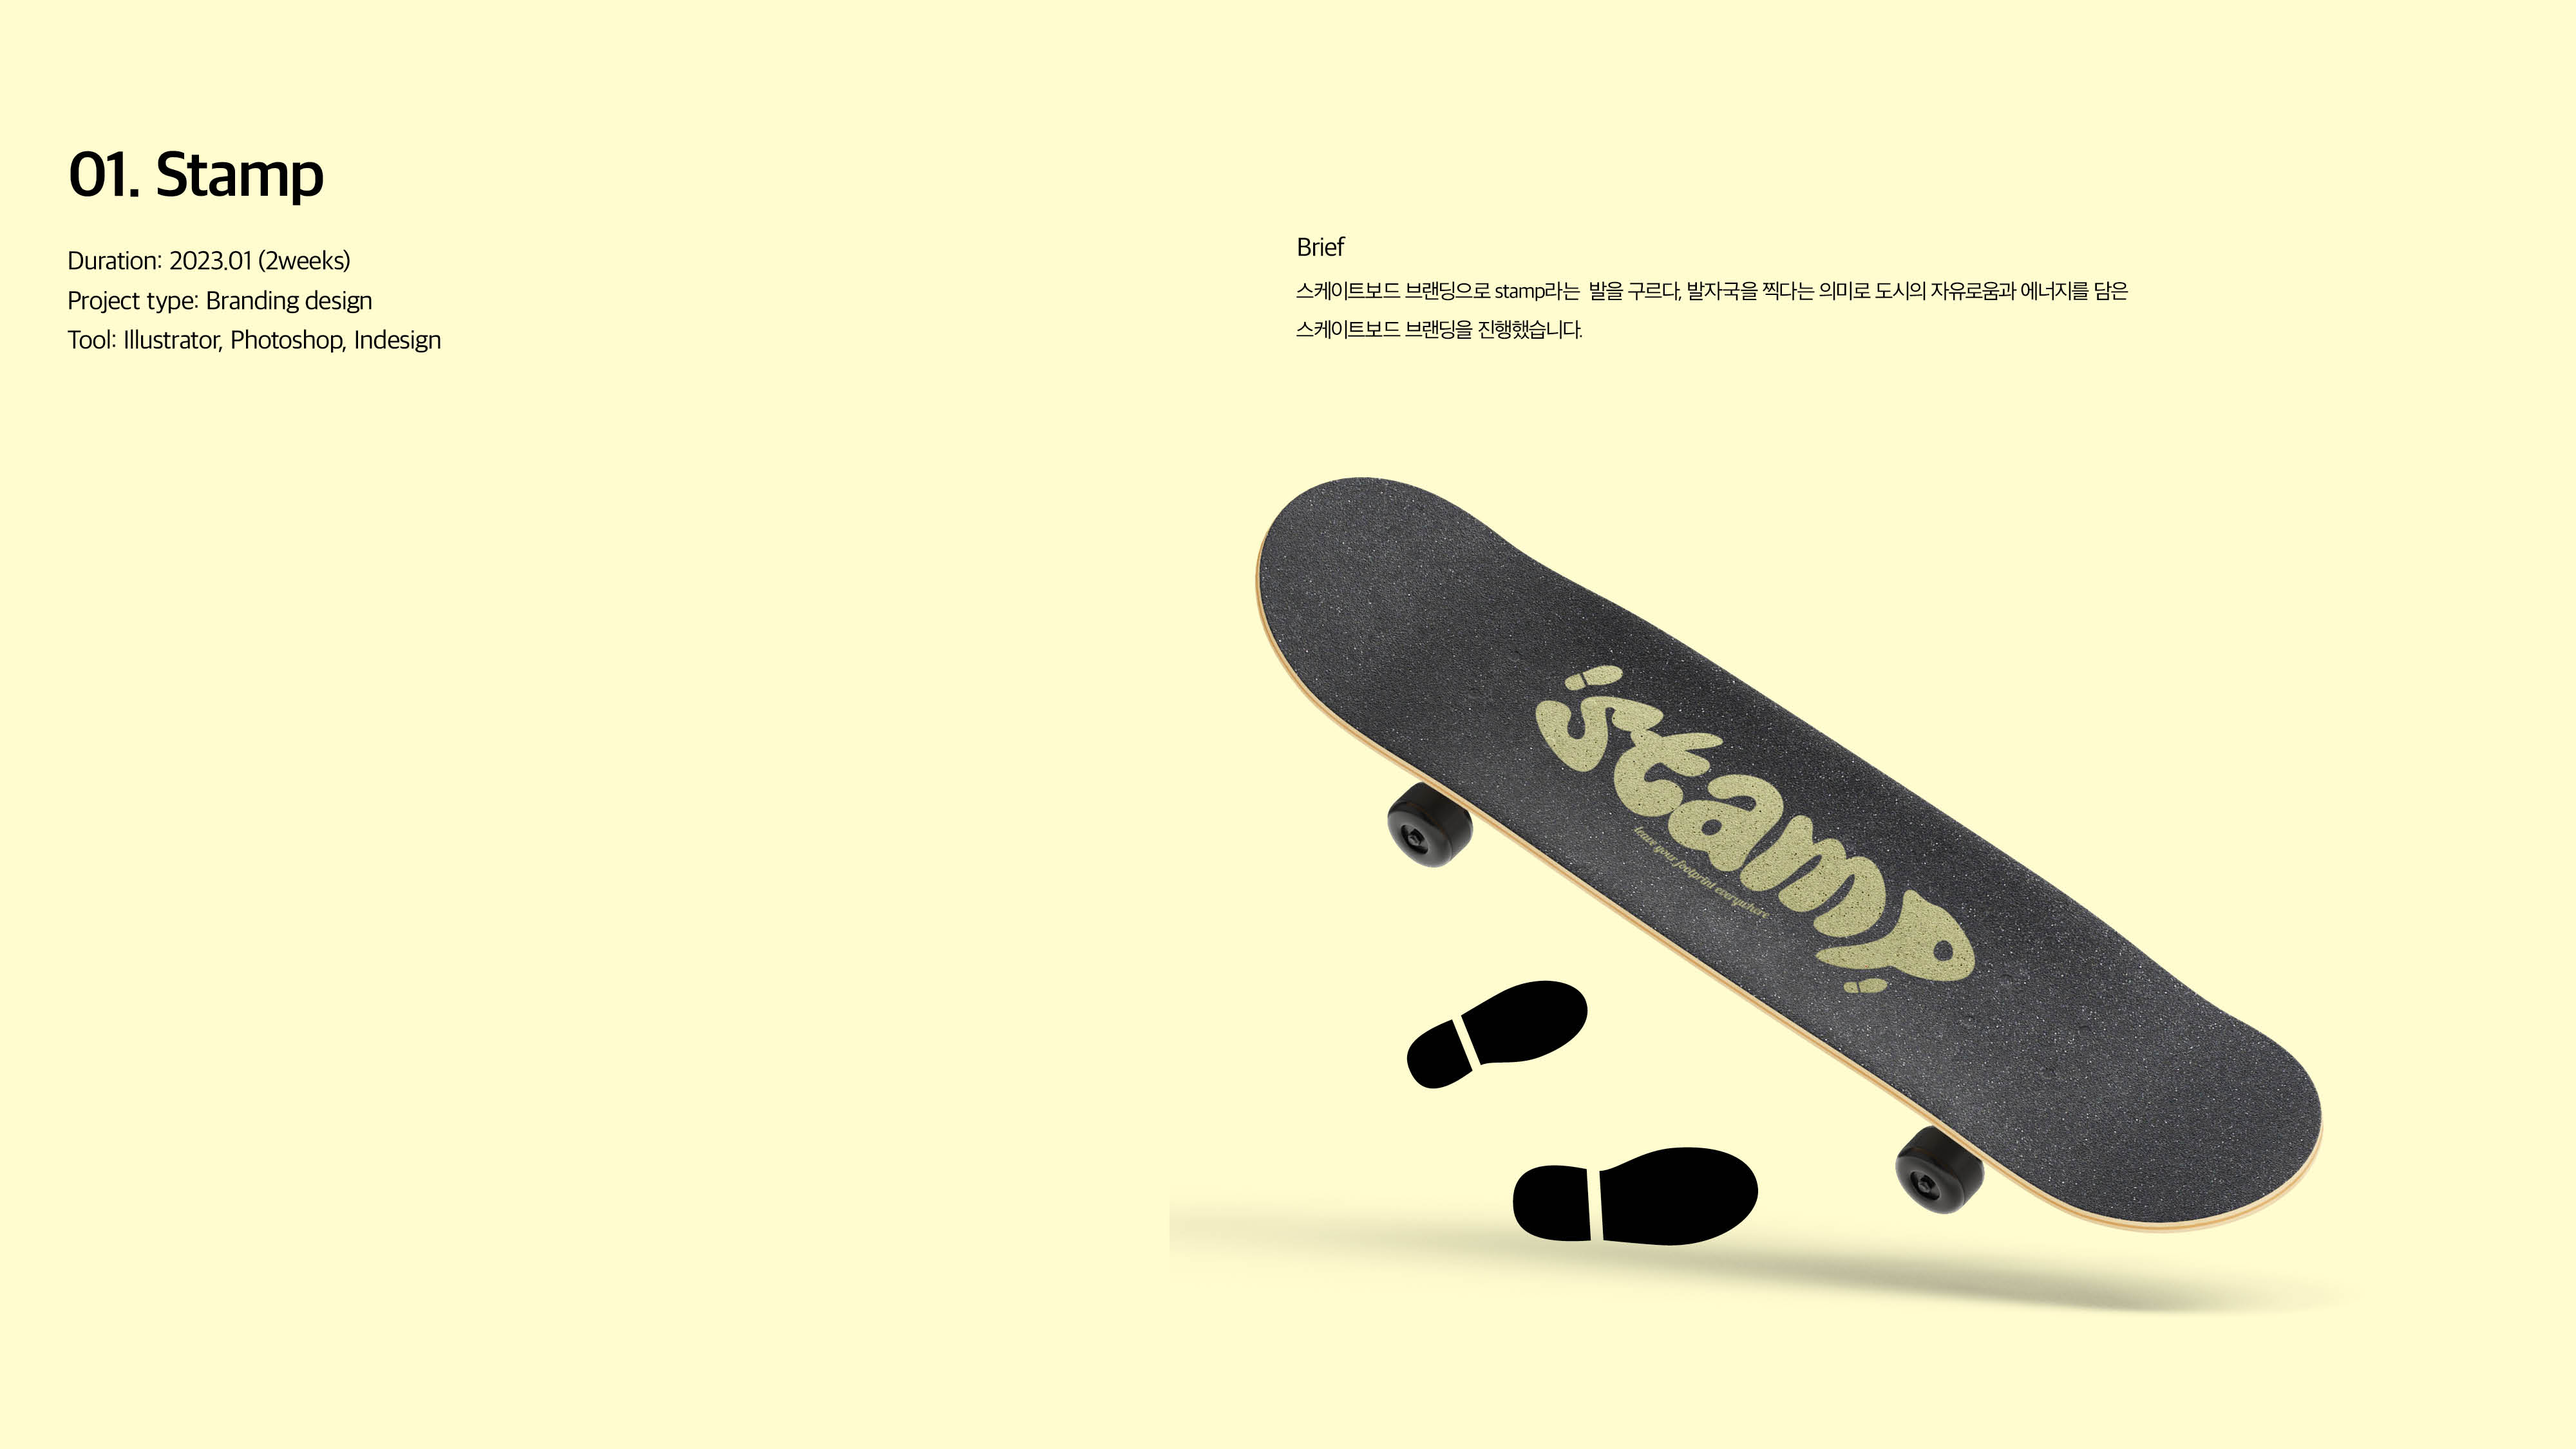 01. Stamp
Duration: 2023.01 (2weeks)
Project type: Branding design
Tool: Illustrator, Photoshop, Indesign
Brief
스케이트보드 브랜딩으로 stamp라는  발을 구르다, 발자국을 찍다는 의미로 도시의 자유로움과 에너지를 담은
스케이트보드 브랜딩을 진행했습니다.
stamp
leave your footprint everywhere